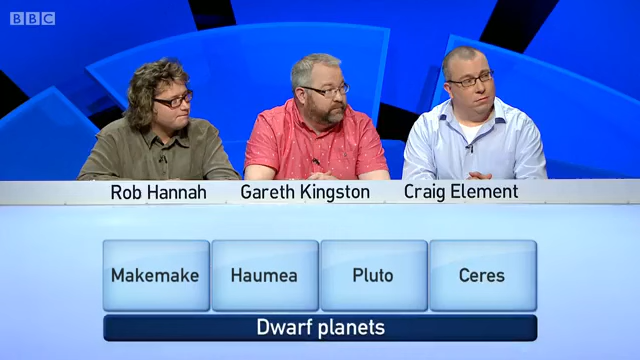 BBC
Rob Hannah Gareth Kingston Craig Element
Makemake Haumea Pluto Ceres
Dwarf planets